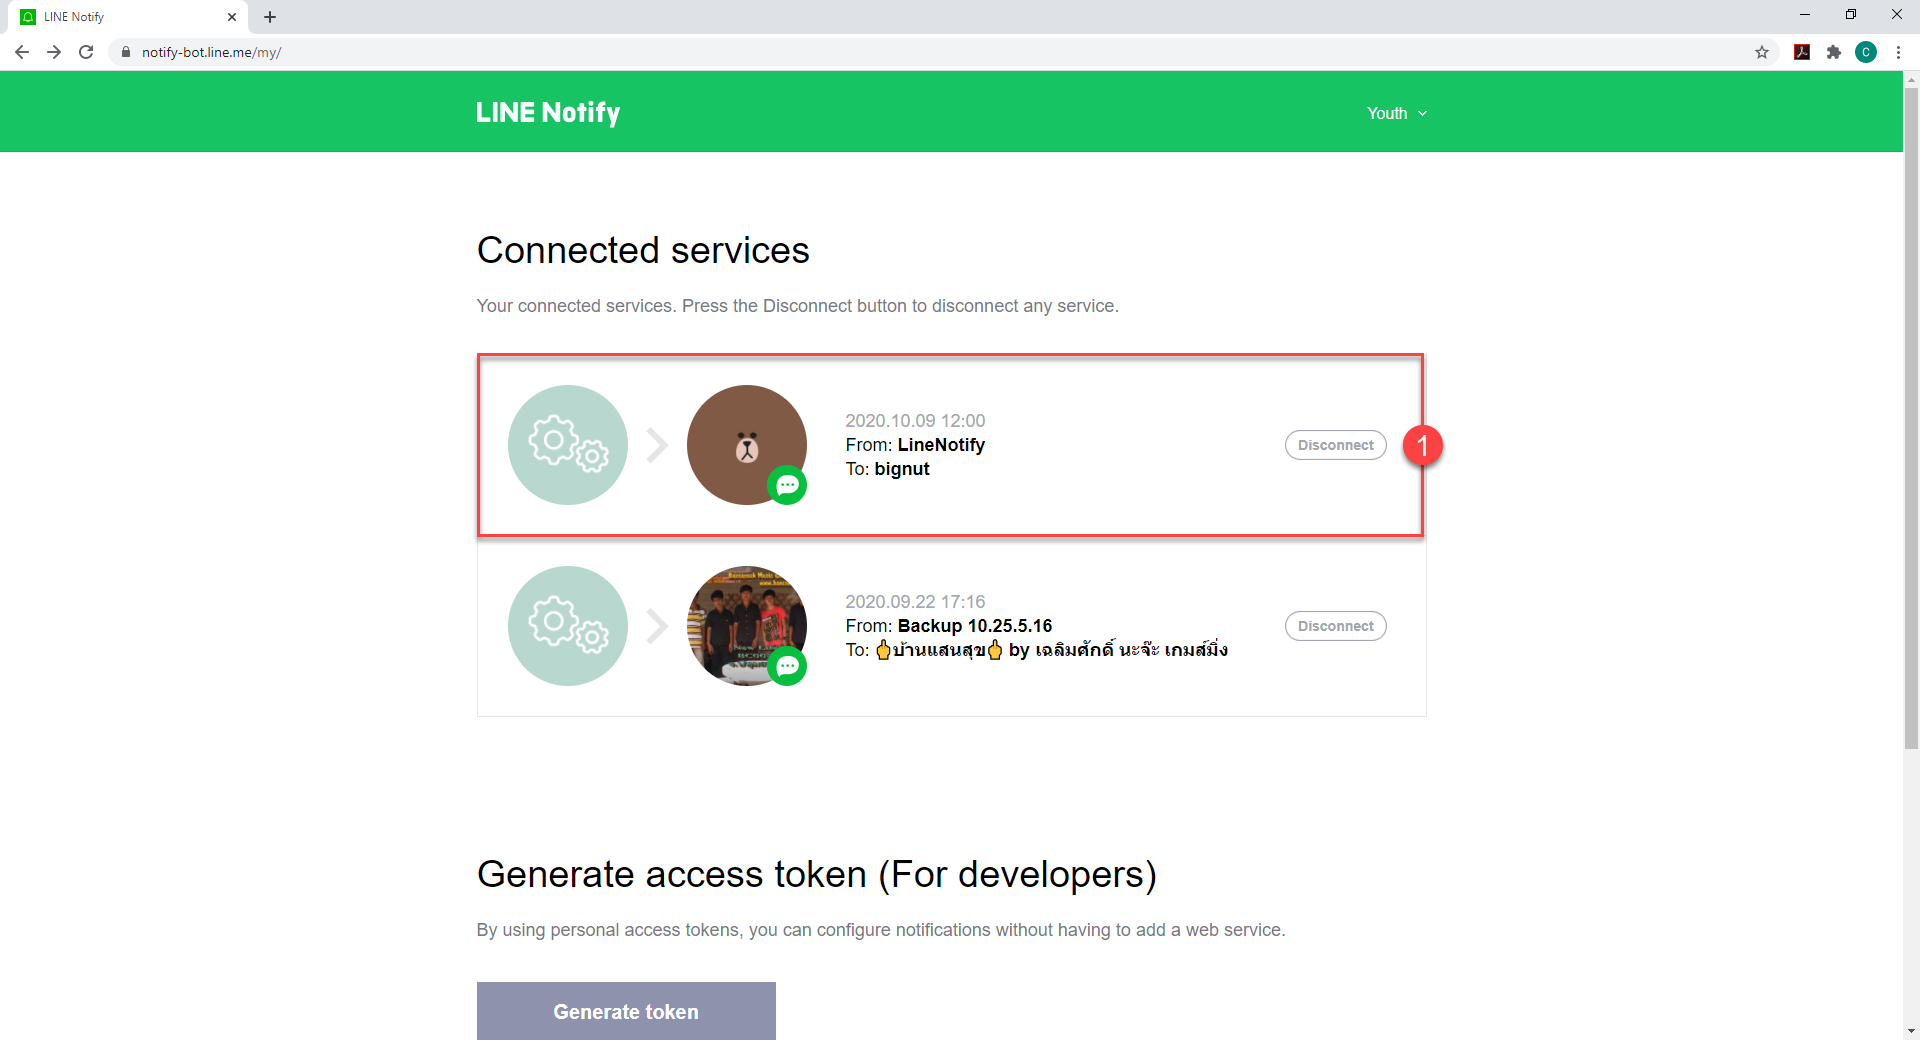 LINE Notify
notify-bot.line.me/my/
C
LINE Notify
Youth
Connected services
Your connected services. Press the Disconnect button to disconnect any service.
2020.10.09 12:00
From: LineNotify
To: bignut
Disconnect
1
2020.09.22 17:16
From: Backup 10.25.5.16
To: 🖕บ้านแสนสุข🖕 by เฉลิมศักดิ์ นะจ๊ะ เกมส์มิ่ง
Disconnect
Generate access token (For developers)
By using personal access tokens, you can configure notifications without having to add a web service.
Generate token